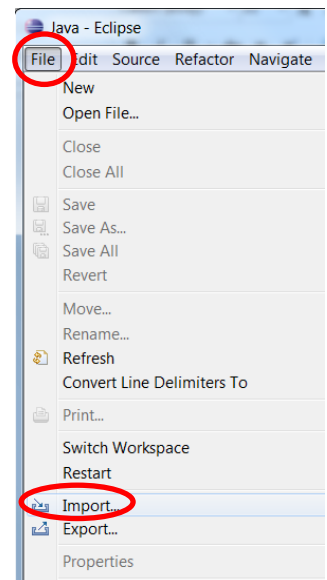 Java - Eclipse
File Edit Source Refactor Navigate
New
Open File...
Close
Close All
Save
Save As...
Save All
Revert
Move...
Rename...
Refresh
Convert Line Delimiters To
Print...
Switch Workspace
Restart
Import...
Export...
Properties